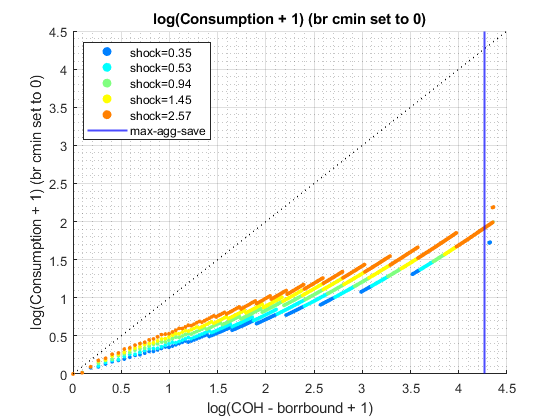 log(Consumption + 1) (br cmin set to 0)
log(Consumption + 1) (br cmin set to 0)
4.5
4
3.5
3
2.5
2
1.5
1
0.5
0
shock=0.35
shock=0.53
shock=0.94
shock=1.45
shock=2.57
max-agg-save
0 0.5 1 1.5 2 2.5 3 3.5 4 4.5
log(COH - borrbound + 1)